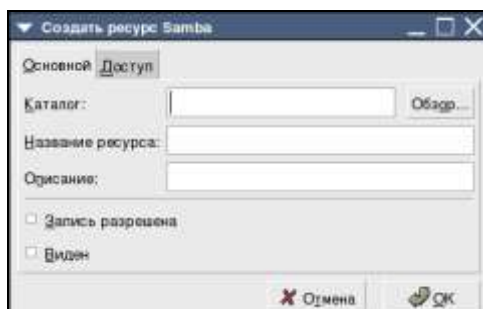 Создать ресурс Samba
Основной Доступ
Каталог:
Обзор...
Название ресурса:
Описание:
Запись разрешена
Виден
Отмена OK